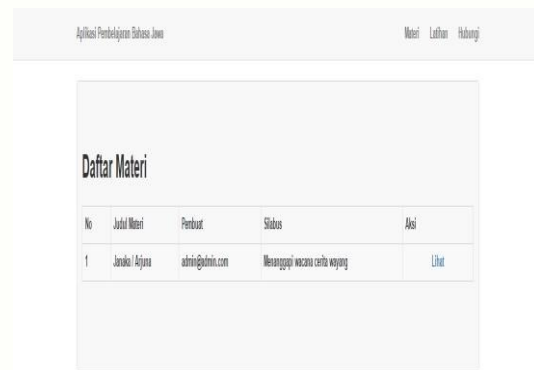 Aplikasi Pembelajaran Bahasa Jawa Materi Latihan Hubungi
Daftar Materi
No Judul Materi Pembuat Silabus Aksi
1 Janaka / Arjuna admin@admin.com Menanggapi wacana cerita wayang Lihat